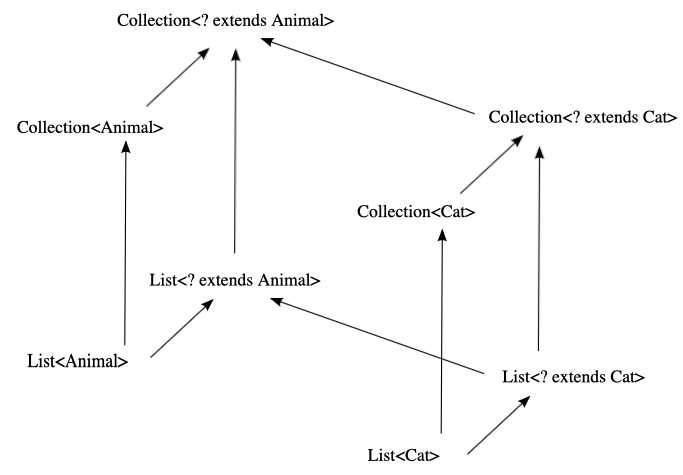 Collection<? extends Animal>
Collection<? extends Cat>
Collection<Animal>
Collection<Cat>
List<? extends Animal>
List<Animal>
List<? extends Cat>
List<Cat>